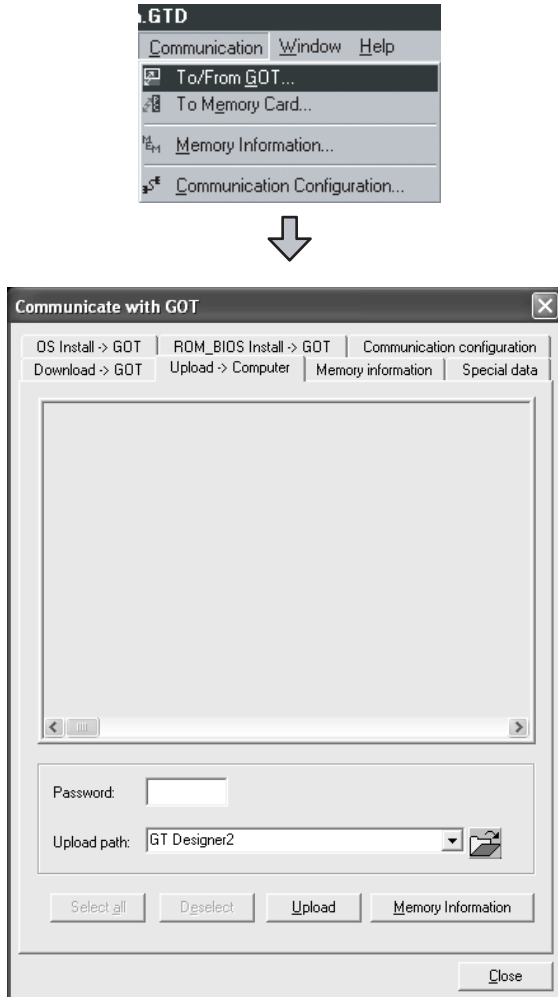 .GTD
Communication Window Help
To/From GOT...
To Memory Card...
MEM Memory Information...
Communication Configuration...
Communicate with GOT
OS Install -> GOT ROM_BIOS Install -> GOT Communication configuration
Download -> GOT Upload -> Computer Memory information Special data
Password:
Upload path: GT Designer2
Select all Deselect Upload Memory Information
Close